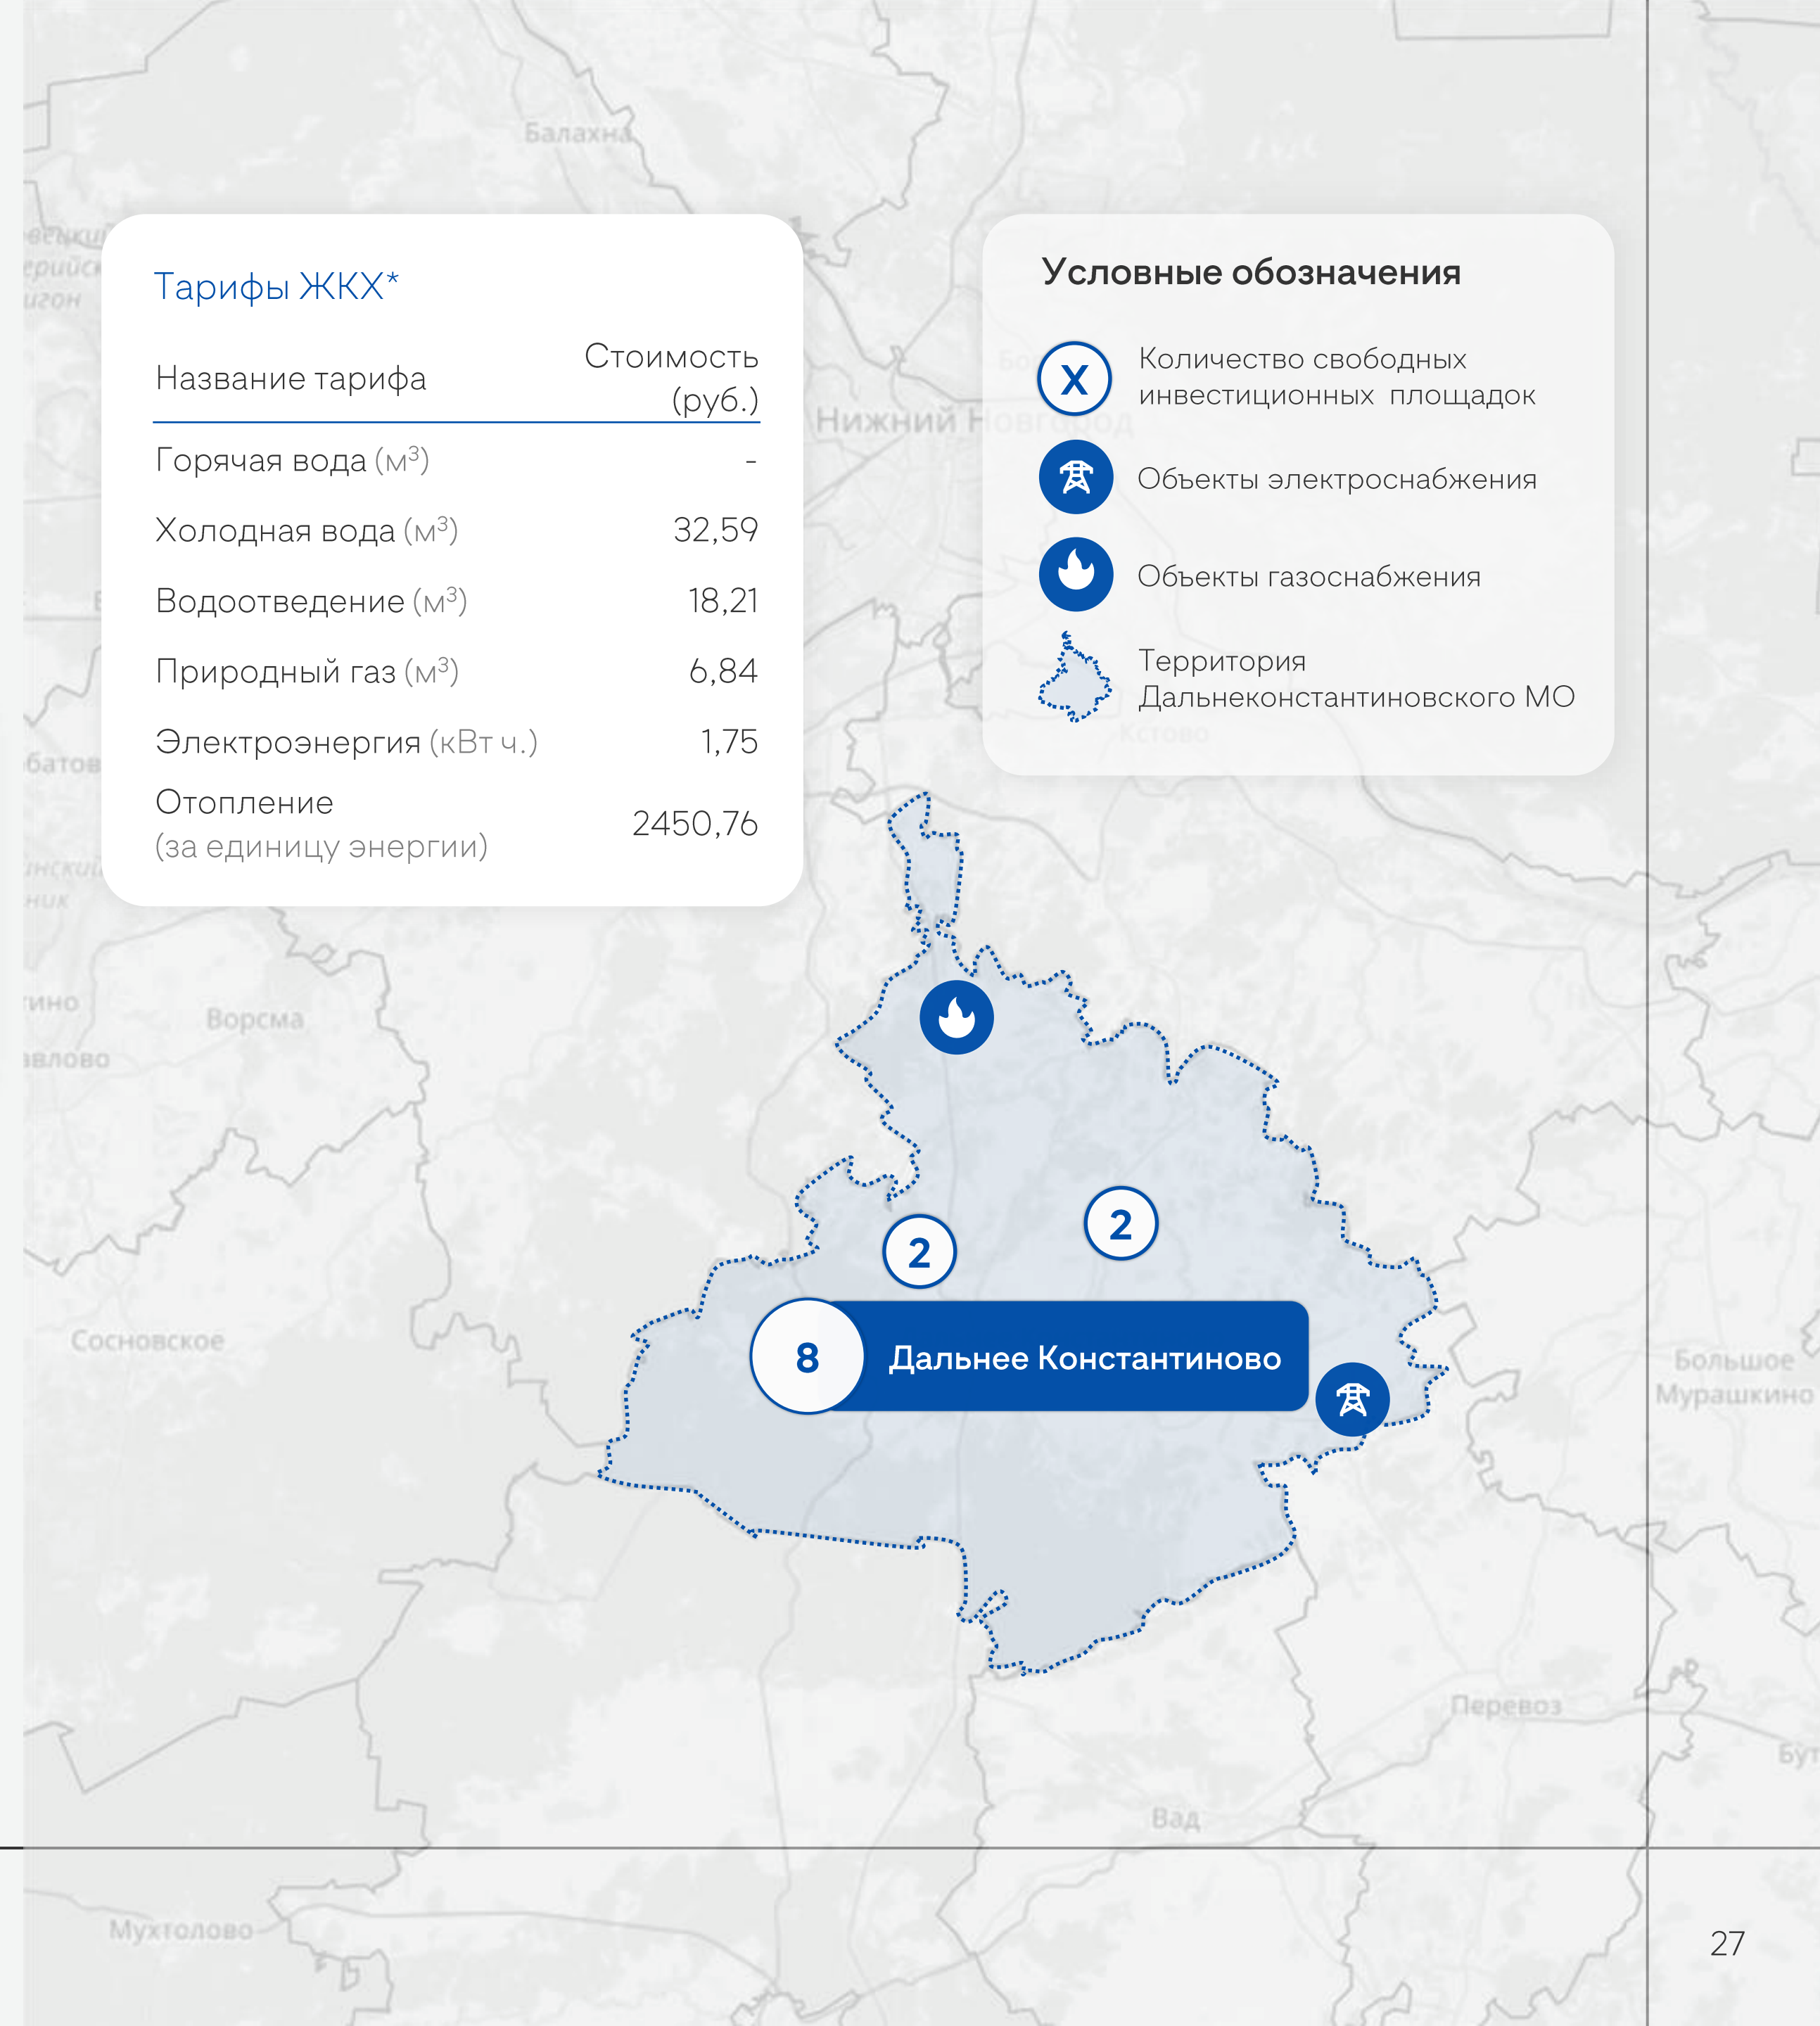 Балахна
Тарифы ЖКХ*
Название тарифа
Стоимость
(руб.)
Горячая вода (м³)
-
Холодная вода (м³)
32,59
Водоотведение (м³)
18,21
Природный газ (м³)
6,84
Электроэнергия (кВт ч.)
1,75
Отопление
(за единицу энергии)
2450,76
Условные обозначения
X
Количество свободных
инвестиционных площадок
Объекты электроснабжения
Объекты газоснабжения
Территория
Дальнеконстантиновского МО
Нижний Новгород
Кстово
Ворсма
2
2
8
Дальнее Константиново
Сосновское
Большое
Мурашкино
Перевоз
Вад
Мухтолово
27